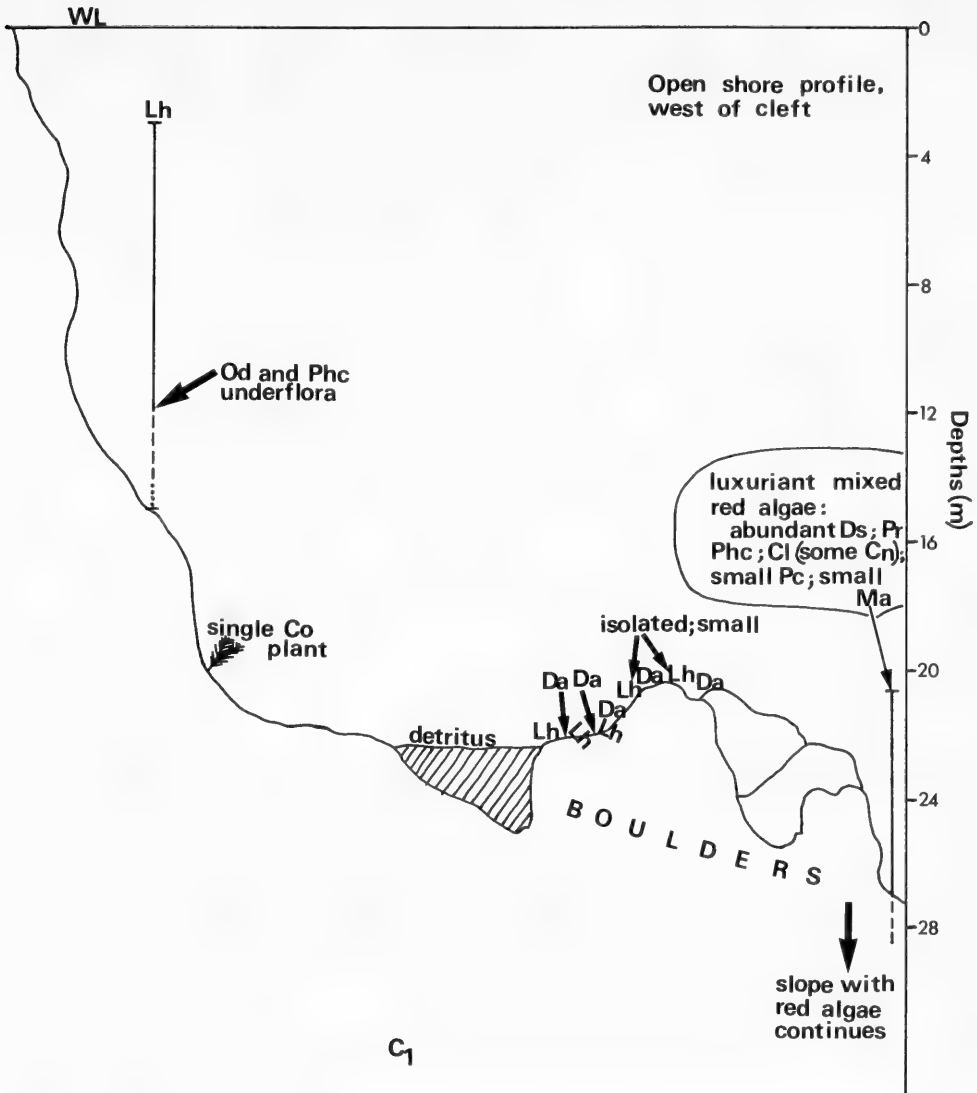 WL
0
Open shore profile,
west of cleft
Lh
4
8
Od and Phc
underflora
12
Depths (m)
luxuriant mixed
red algae:
abundant Ds; Pr
Phc; Cl (some Cn);
small Pc; small
Ma
16
single Co
plant
isolated; small
20
Da Da Lh Da Lh Da
Da
detritus Lh Lh Lh
24
BOULDERS
28
slope with
red algae
continues
C1